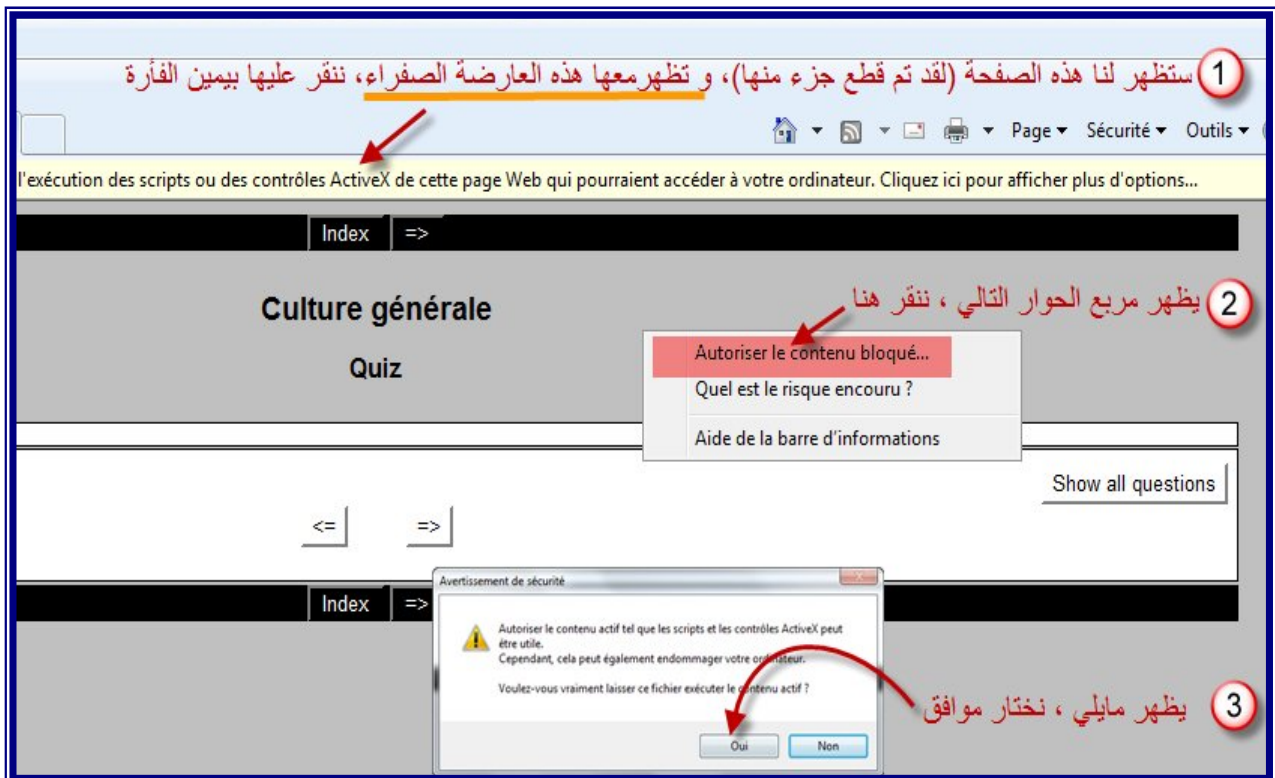 1 ستظهر لنا هذه الصفحة (لقد تم قطع جزء منها)، و تظهرمعها هذه العارضة الصفراء، ننقر عليها بيمين الفأرة
Page Sécurité Outils
l'exécution des scripts ou des contrôles ActiveX de cette page Web qui pourraient accéder à votre ordinateur. Cliquez ici pour afficher plus d'options...
Index =>
2 يظهر مربع الحوار التالي ، ننقر هنا
Culture générale
Autoriser le contenu bloqué...
Quiz
Quel est le risque encouru ?
Aide de la barre d'informations
Show all questions
<= =>
Avertissement de sécurité
Index =>
Autoriser le contenu actif tel que les scripts et les contrôles ActiveX peut
être utile.
Cependant, cela peut également endommager votre ordinateur.
Voulez-vous vraiment laisser ce fichier exécuter le contenu actif ?
3 يظهر مايلي ، نختار موافق
Oui Non